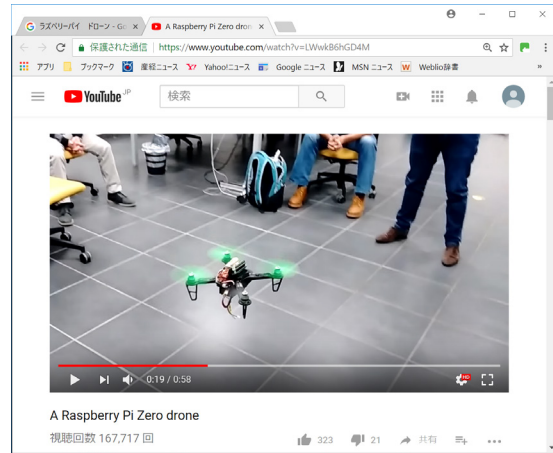 ラズベリーパイ ドローン - Go
A Raspberry Pi Zero dron
保護された通信 https://www.youtube.com/watch?v=LWwkB6hGD4M
アプリ ブックマーク 産経ニュース Yahoo!ニュース Google ニュース MSN ニュース Weblio辞書 »
YouTube JP
検索
0:19 / 0:58
HD
A Raspberry Pi Zero drone
視聴回数 167,717 回
323 21 共有